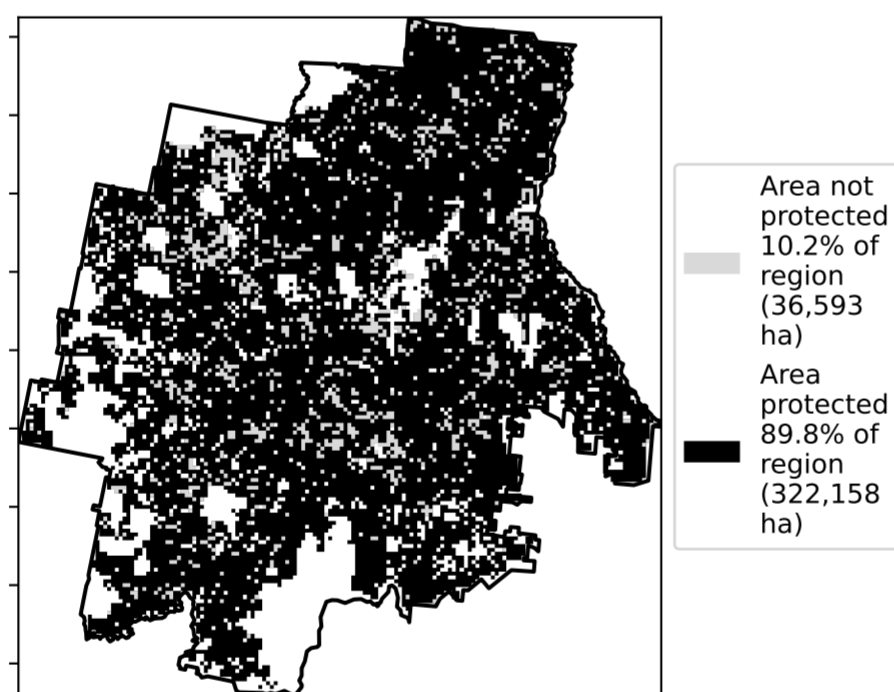 Area not
protected
10.2% of
region
(36,593
ha)
Area
protected
89.8% of
region
(322,158
ha)